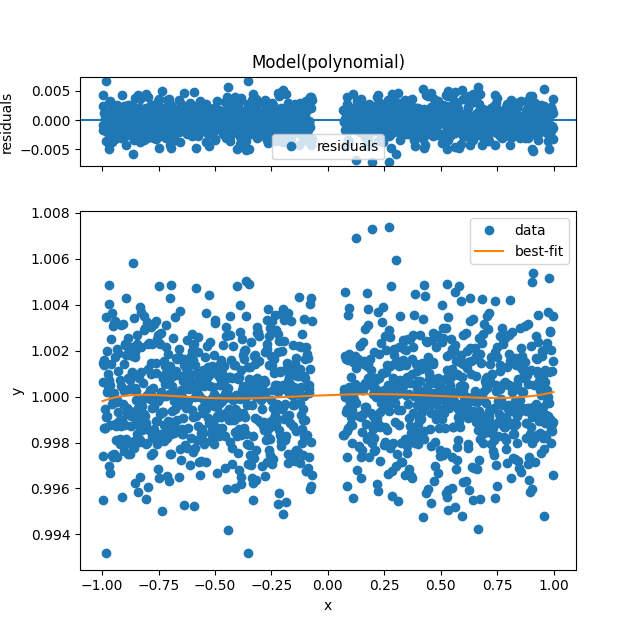 Model(polynomial)
residuals
0.005
0.000
−0.005
residuals
y
1.008
1.006
1.004
1.002
1.000
0.998
0.996
0.994
data
best-fit
−1.00 −0.75 −0.50 −0.25 0.00 0.25 0.50 0.75 1.00
x